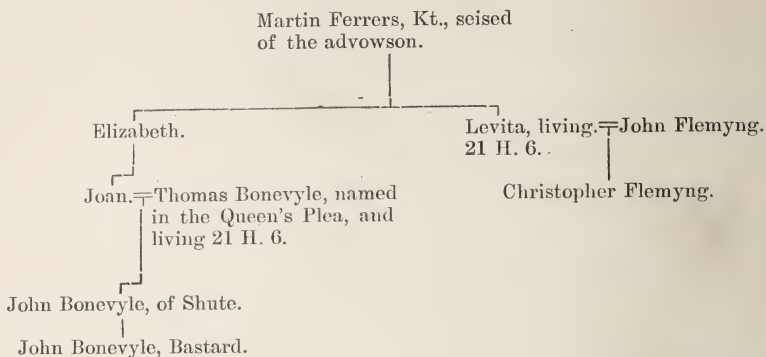 Martin Ferrers, Kt., seised
of the advowson.
Elizabeth.
Levita, living.=John Flemyng.
21 H. 6.
Joan.=Thomas Bonevyle, named
in the Queen's Plea, and
living 21 H. 6.
Christopher Flemyng.
John Bonevyle, of Shute.
John Bonevyle, Bastard.